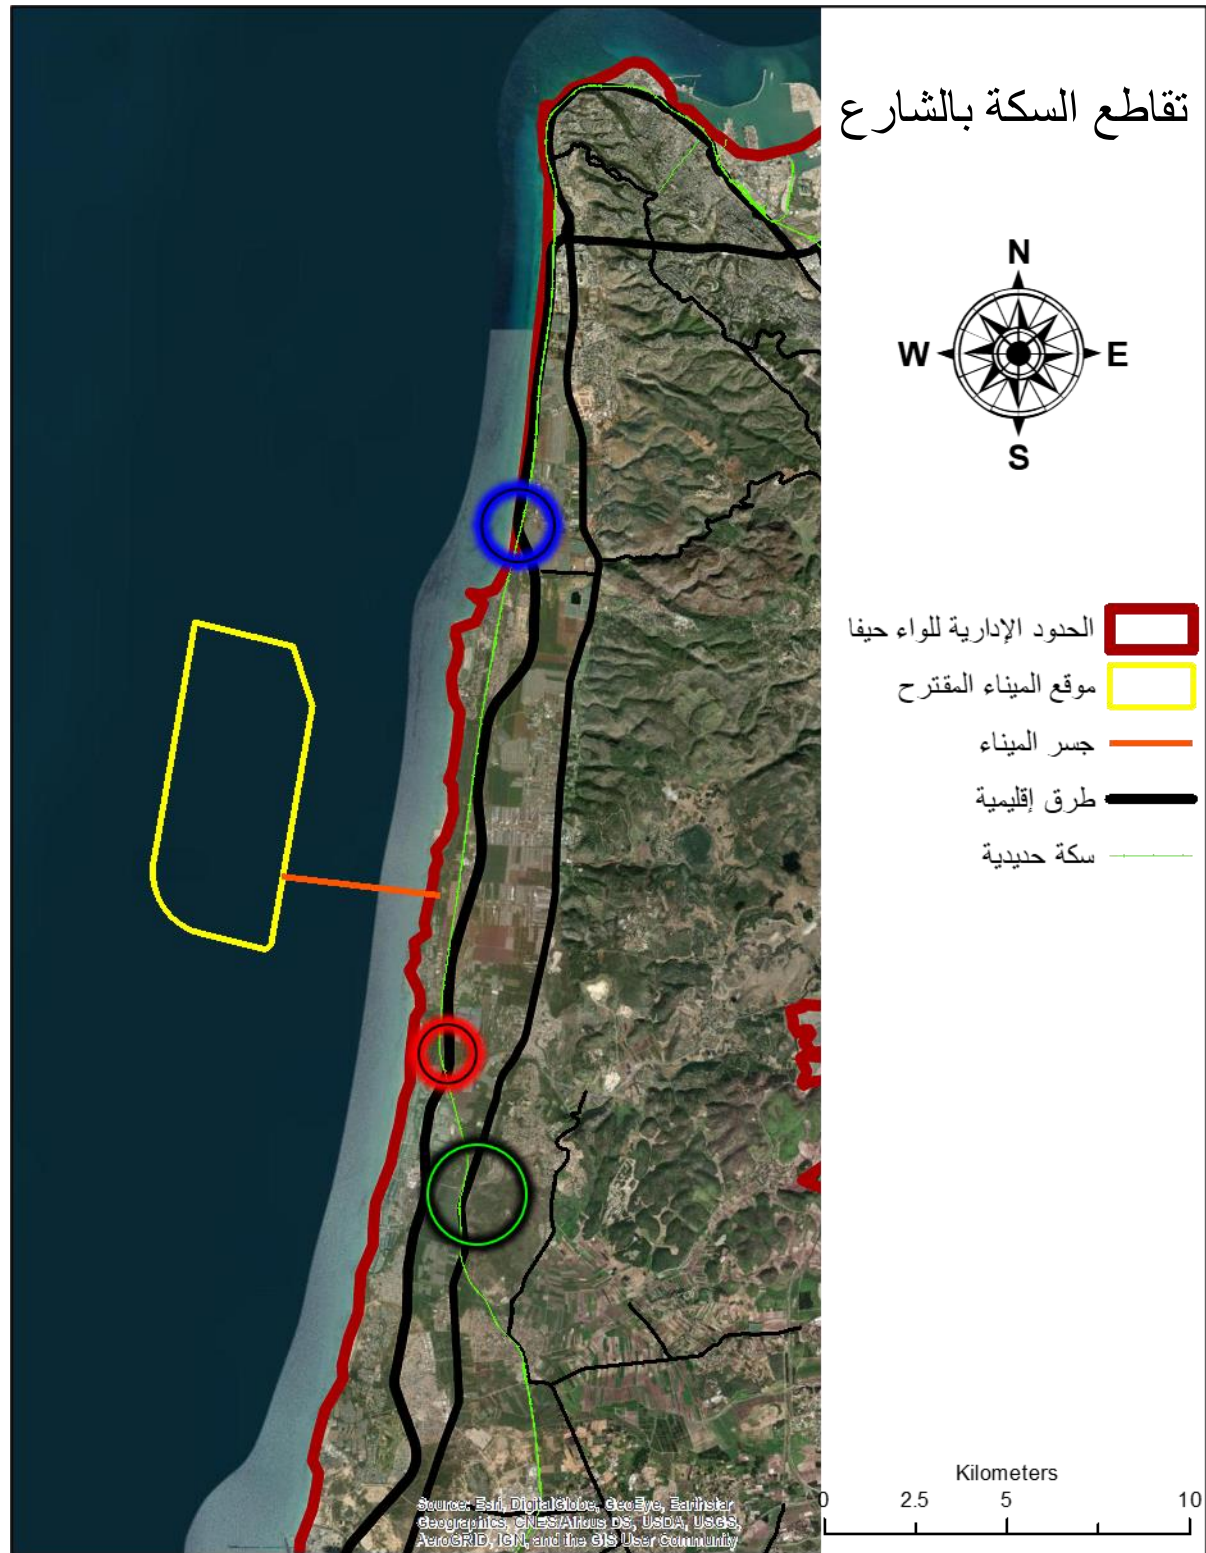 تقاطع السكة بالشارع
N
W
E
S
الحدود الإدارية للواء حيفا
موقع الميناء المقترح
جسر الميناء
طرق إقليمية
سكة حديدية
Kilometers
0 2.5 5 10
Source: Esri, DigitalGlobe, GeoEye, Earthstar
Geographics, CNES/Airbus DS, USDA, USGS,
AeroGRID, IGN, and the GIS User Community